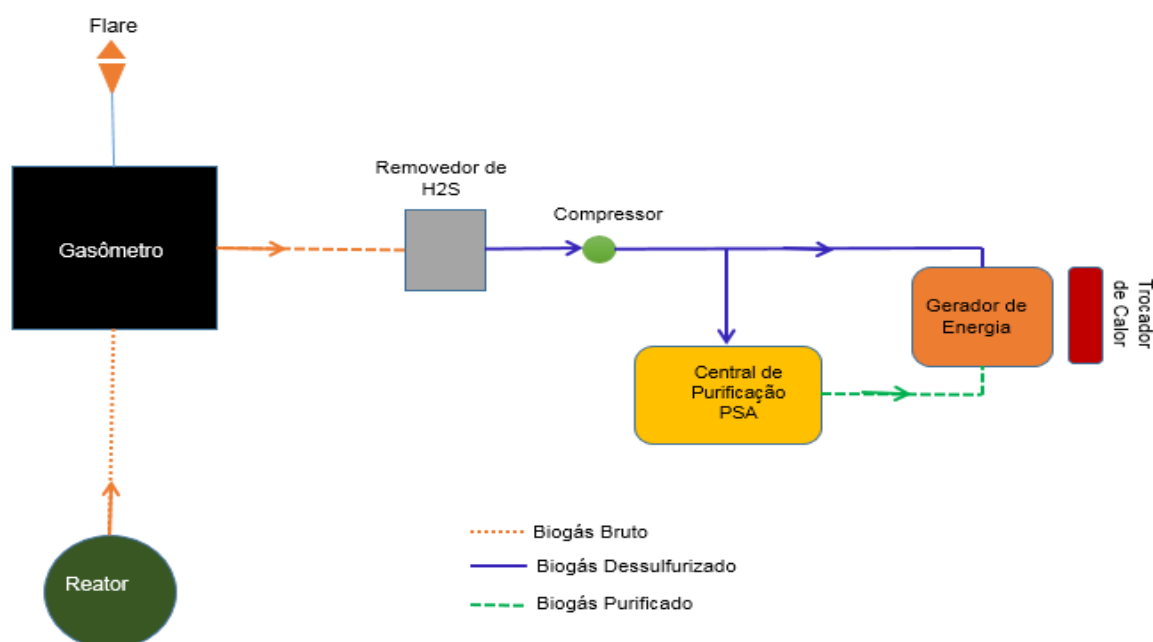 Flare
Removedor de
H2S
Compressor
Gasômetro
Gerador de
Energia
Trocador
de Calor
Central de
Purificação
PSA
Biogás Bruto
Biogás Dessulfurizado
Biogás Purificado
Reator